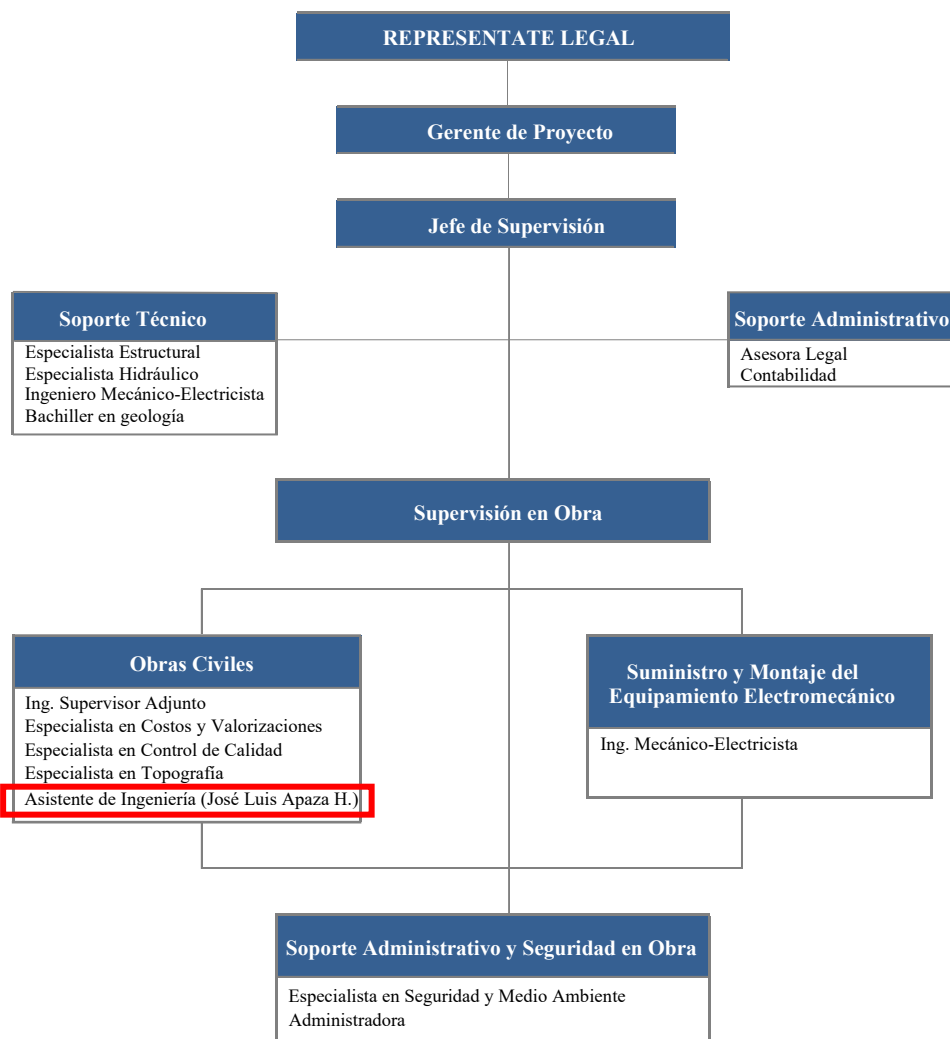 REPRESENTATE LEGAL
Gerente de Proyecto
Jefe de Supervisión
Soporte Técnico
Especialista Estructural
Especialista Hidráulico
Ingeniero Mecánico-Electricista
Bachiller en geología
Soporte Administrativo
Asesora Legal
Contabilidad
Supervisión en Obra
Obras Civiles
Ing. Supervisor Adjunto
Especialista en Costos y Valorizaciones
Especialista en Control de Calidad
Especialista en Topografía
Asistente de Ingeniería (José Luis Apaza H.)
Suministro y Montaje del
Equipamiento Electromecánico
Ing. Mecánico-Electricista
Soporte Administrativo y Seguridad en Obra
Especialista en Seguridad y Medio Ambiente
Administradora